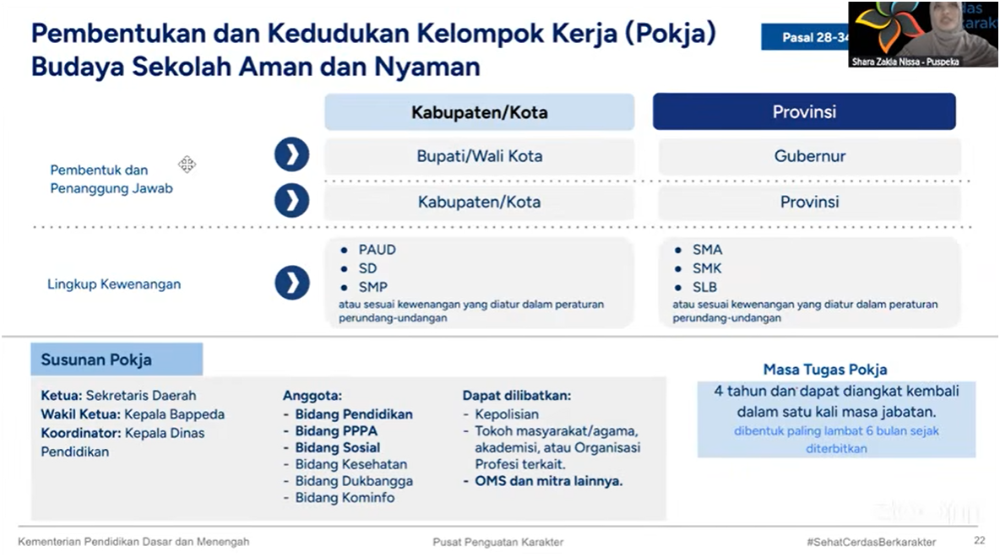 Pembentukan dan Kedudukan Kelompok Kerja (Pokja)
Budaya Sekolah Aman dan Nyaman
Pasal 28-34
Shara Zakia Nissa - Puspeka
Kabupaten/Kota
Provinsi
Pembentuk dan
Penanggung Jawab
Bupati/Wali Kota
Gubernur
Kabupaten/Kota
Provinsi
Lingkup Kewenangan
● PAUD
● SD
● SMP
atau sesuai kewenangan yang diatur dalam peraturan
perundang-undangan
● SMA
● SMK
● SLB
atau sesuai kewenangan yang diatur dalam peraturan
perundang-undangan
Susunan Pokja
Ketua: Sekretaris Daerah
Wakil Ketua: Kepala Bappeda
Koordinator: Kepala Dinas
Pendidikan
Anggota:
- Bidang Pendidikan
- Bidang PPPA
- Bidang Sosial
- Bidang Kesehatan
- Bidang Dukbangga
- Bidang Kominfo
Dapat dilibatkan:
- Kepolisian
- Tokoh masyarakat/agama,
akademisi, atau Organisasi
Profesi terkait.
- OMS dan mitra lainnya.
Masa Tugas Pokja
4 tahun dan dapat diangkat kembali
dalam satu kali masa jabatan.
dibentuk paling lambat 6 bulan sejak
diterbitkan
Kementerian Pendidikan Dasar dan Menengah
Pusat Penguatan Karakter
#SehatCerdasBerkarakter
22